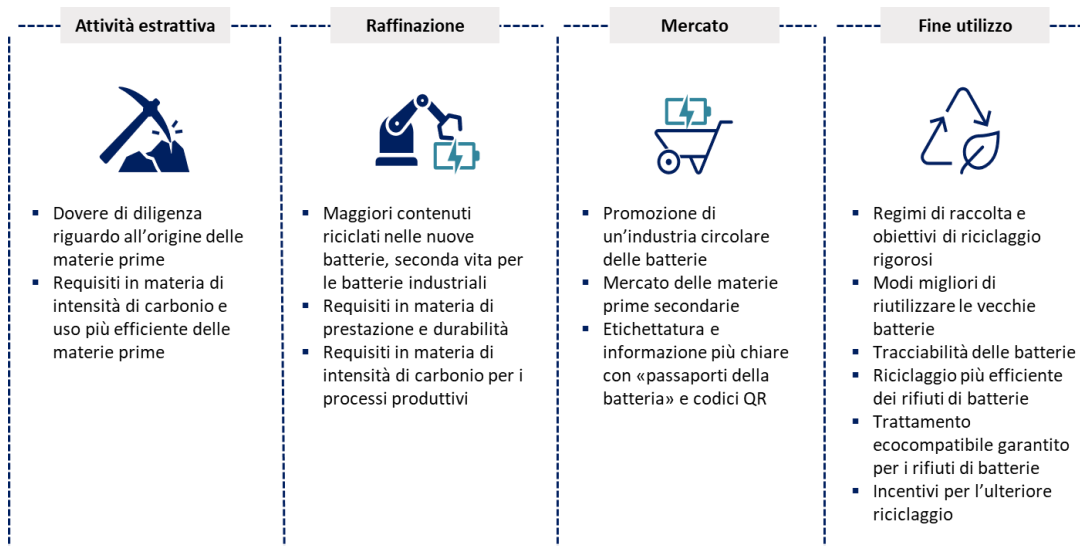 Attività estrattiva
▪ Dovere di diligenza
riguardo all’origine delle
materie prime
▪ Requisiti in materia di
intensità di carbonio e
uso più efficiente delle
materie prime
Raffinazione
▪ Maggiori contenuti
riciclati nelle nuove
batterie, seconda vita per
le batterie industriali
▪ Requisiti in materia di
prestazione e durabilità
▪ Requisiti in materia di
intensità di carbonio per i
processi produttivi
Mercato
▪ Promozione di
un’industria circolare
delle batterie
▪ Mercato delle materie
prime secondarie
▪ Etichettatura e
informazione più chiare
con «passaporti della
batteria» e codici QR
Fine utilizzo
▪ Regimi di raccolta e
obiettivi di riciclaggio
rigorosi
▪ Modi migliori di
riutilizzare le vecchie
batterie
▪ Tracciabilità delle batterie
▪ Riciclaggio più efficiente
dei rifiuti di batterie
▪ Trattamento
ecocompatibile garantito
per i rifiuti di batterie
▪ Incentivi per l’ulteriore
riciclaggio